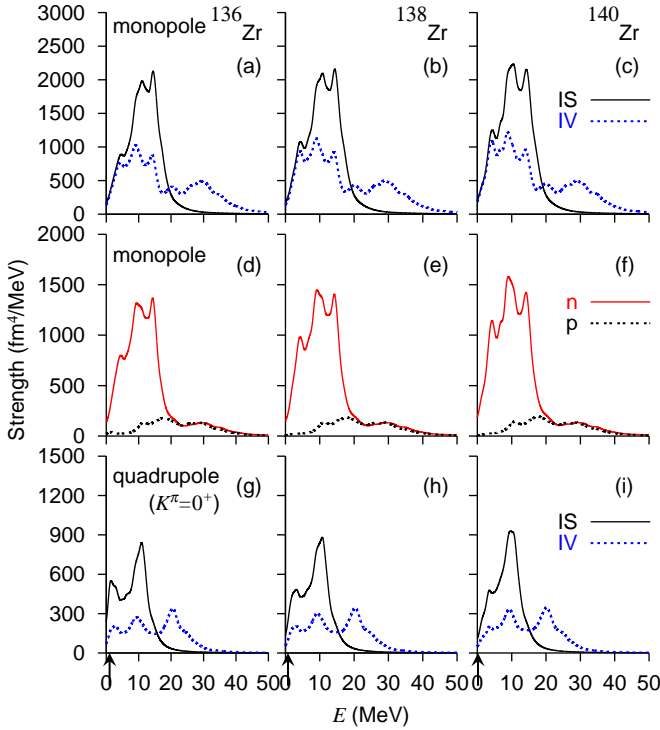 monopole
¹³⁶Zr
¹³⁸Zr
¹⁴⁰Zr
(a)
(b)
(c)
IS
IV
3000
2500
2000
1500
1000
500
0
monopole
(d)
(e)
(f)
n
p
2000
1500
1000
500
0
Strength (fm⁴/MeV)
quadrupole
(Kᵖⁱ=0⁺)
(g)
(h)
(i)
IS
IV
1500
1200
900
600
300
0
0 10 20 30 40 50 0 10 20 30 40 50 0 10 20 30 40 50
E (MeV)